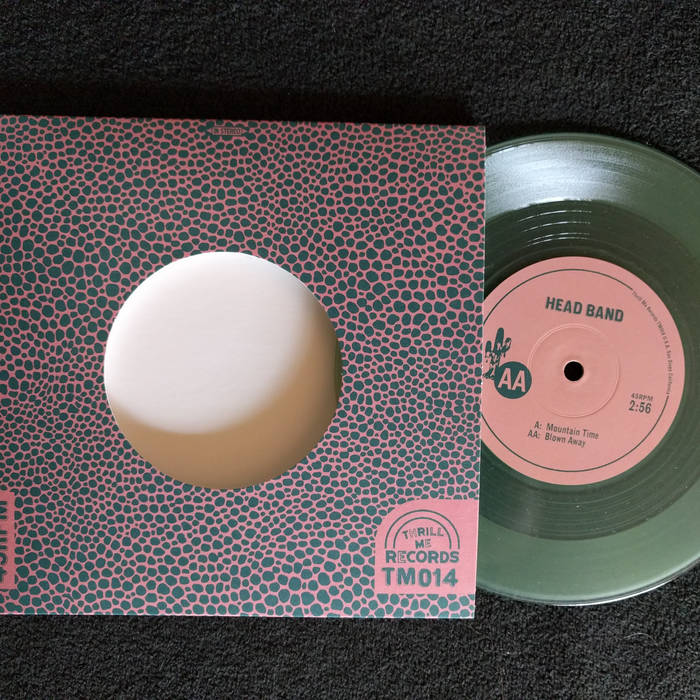 IN STEREO
THRILL
ME
RECORDS
TM014
HEAD BAND
AA
45RPM
2:56
A: Mountain Time
AA: Blown Away